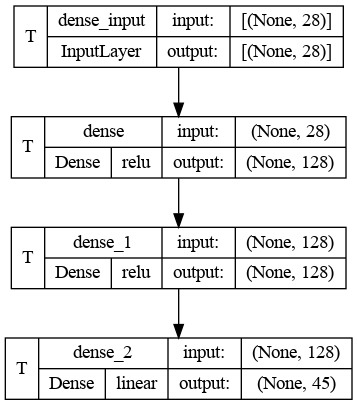 T dense_input input: [(None, 28)]
InputLayer output: [(None, 28)]
T dense input: (None, 28)
Dense relu output: (None, 128)
T dense_1 input: (None, 128)
Dense relu output: (None, 128)
T dense_2 input: (None, 128)
Dense linear output: (None, 45)